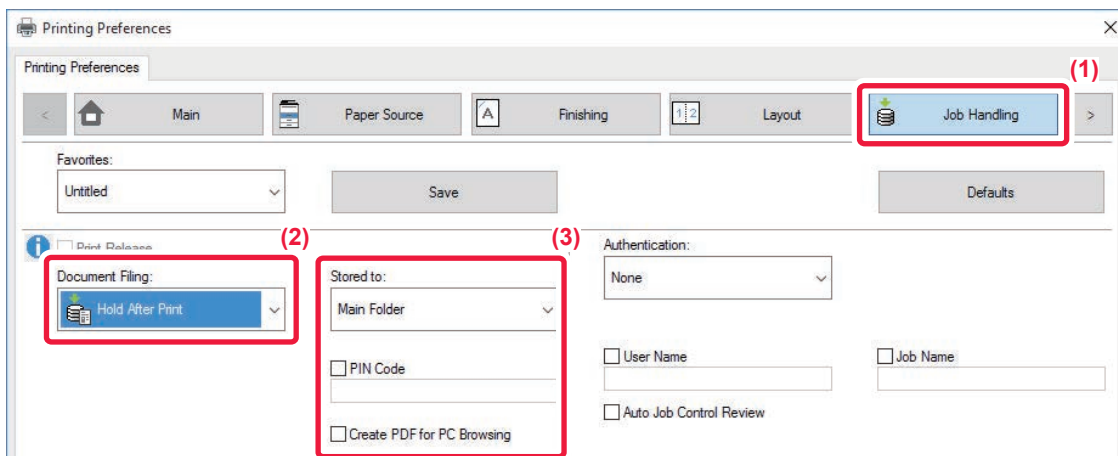 Printing Preferences
Printing Preferences
(1)
< Main Paper Source A Finishing 1 2 Layout Job Handling >
Favorites:
Untitled Save Defaults
Print Release (2) (3) Authentication:
Document Filing: Stored to: None
Hold After Print Main Folder
PIN Code User Name Job Name
Auto Job Control Review
Create PDF for PC Browsing